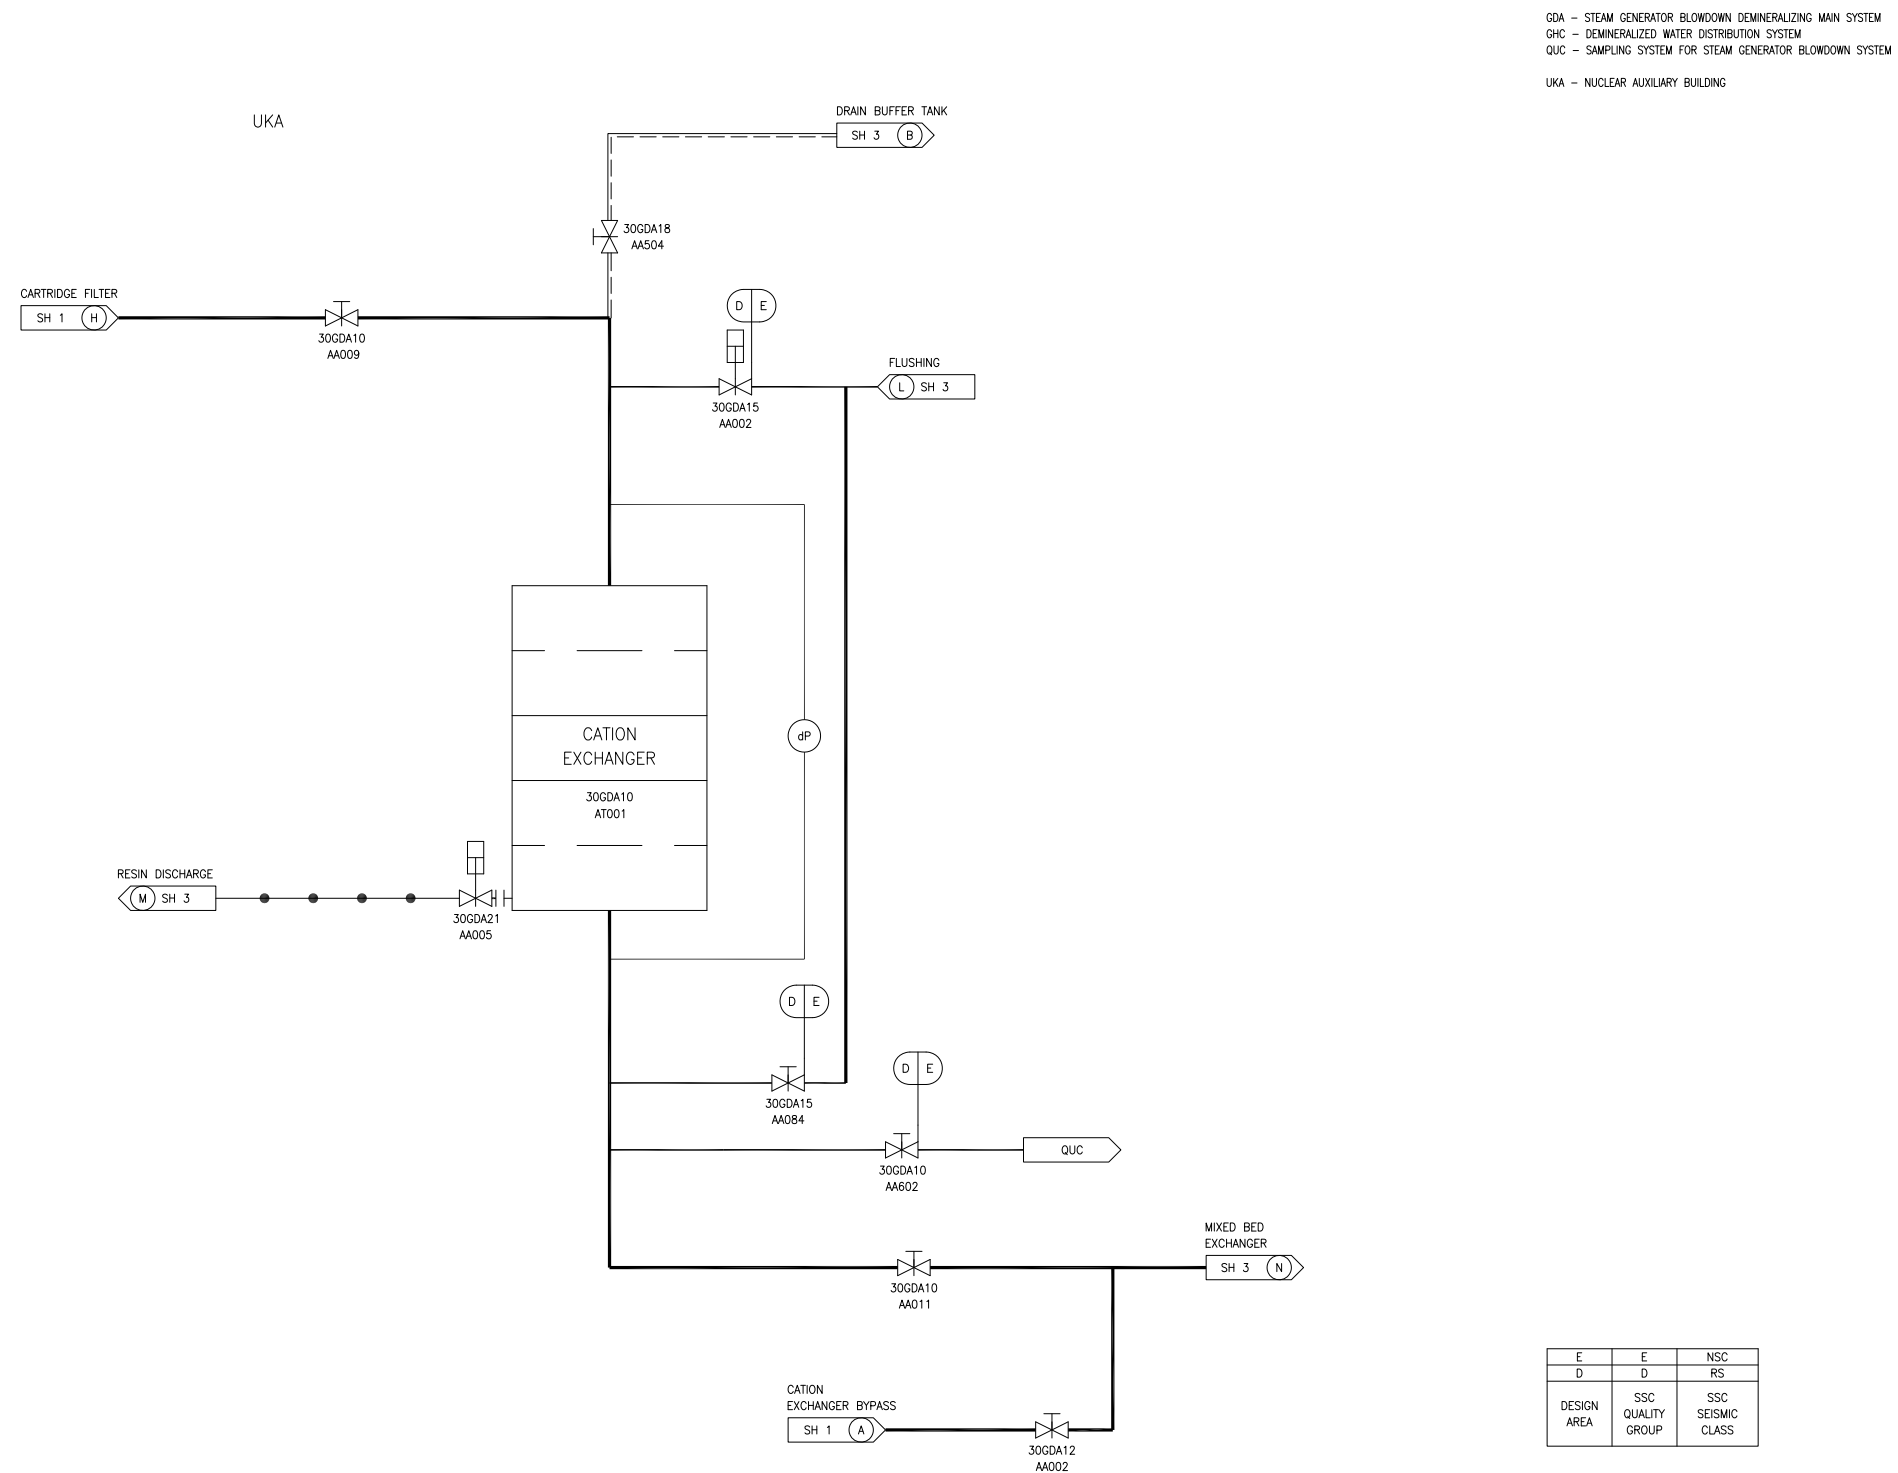 GDA – STEAM GENERATOR BLOWDOWN DEMINERALIZING MAIN SYSTEM
GHC – DEMINERALIZED WATER DISTRIBUTION SYSTEM
QUC – SAMPLING SYSTEM FOR STEAM GENERATOR BLOWDOWN SYSTEM
UKA – NUCLEAR AUXILIARY BUILDING
UKA
DRAIN BUFFER TANK
SH 3 B
30GDA18
AA504
CARTRIDGE FILTER
SH 1 H
30GDA10
AA009
D E
30GDA15
AA002
FLUSHING
L SH 3
CATION
EXCHANGER
30GDA10
AT001
dP
RESIN DISCHARGE
M SH 3
30GDA21
AA005
D E
30GDA15
AA084
D E
30GDA10
AA602
QUC
30GDA10
AA011
MIXED BED
EXCHANGER
SH 3 N
CATION
EXCHANGER BYPASS
SH 1 A
30GDA12
AA002
E E NSC
D D RS
DESIGN
AREA
SSC
QUALITY
GROUP
SSC
SEISMIC
CLASS